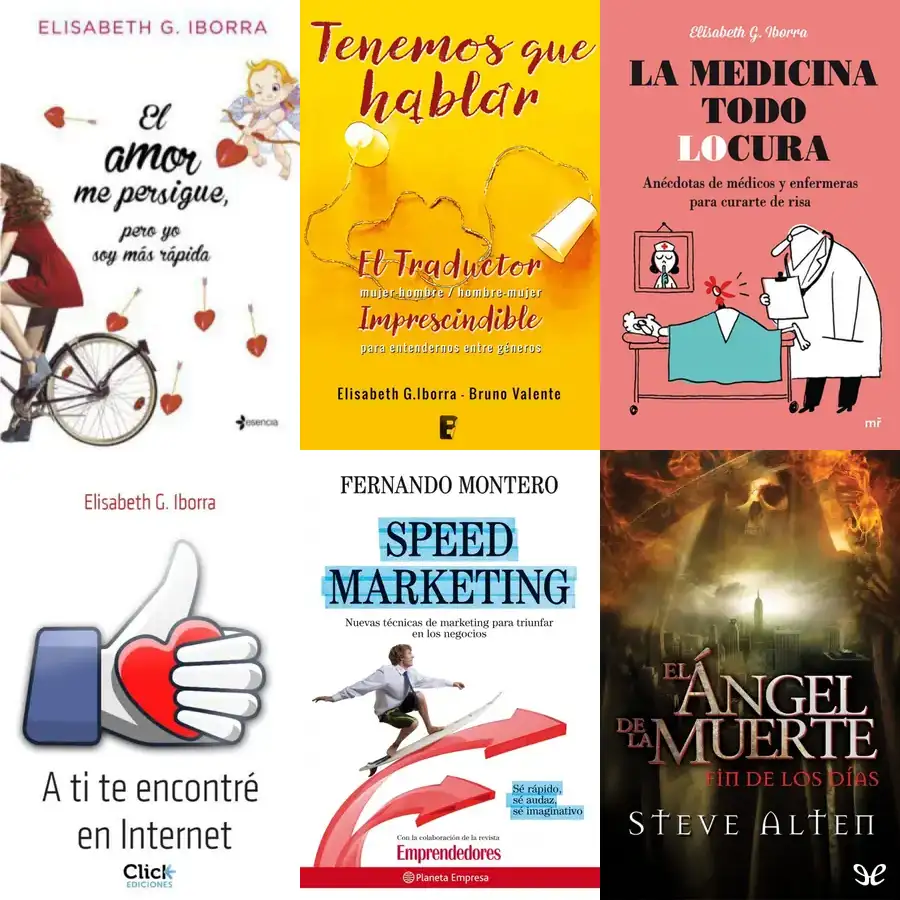 ELISABETH G. IBORRA
El
amor
me persigue,
pero yo
soy más rápida
esencia
Tenemos que
hablar
El Traductor
mujer-hombre / hombre-mujer
Imprescindible
para entendernos entre géneros
Elisabeth G.Iborra - Bruno Valente
B
Elisabeth G. Iborra
LA MEDICINA
TODO
LOCURA
Anécdotas de médicos y enfermeras
para curarte de risa
mr
Elisabeth G. Iborra
A ti te encontré
en Internet
Click
EDICIONES
FERNANDO MONTERO
SPEED
MARKETING
Nuevas técnicas de marketing para triunfar
en los negocios
Sé rápido,
sé audaz,
sé imaginativo
Con la colaboración de la revista
Emprendedores
Planeta Empresa
EL ÁNGEL
DE LA MUERTE
FIN DE LOS DÍAS
STEVE ALTEN